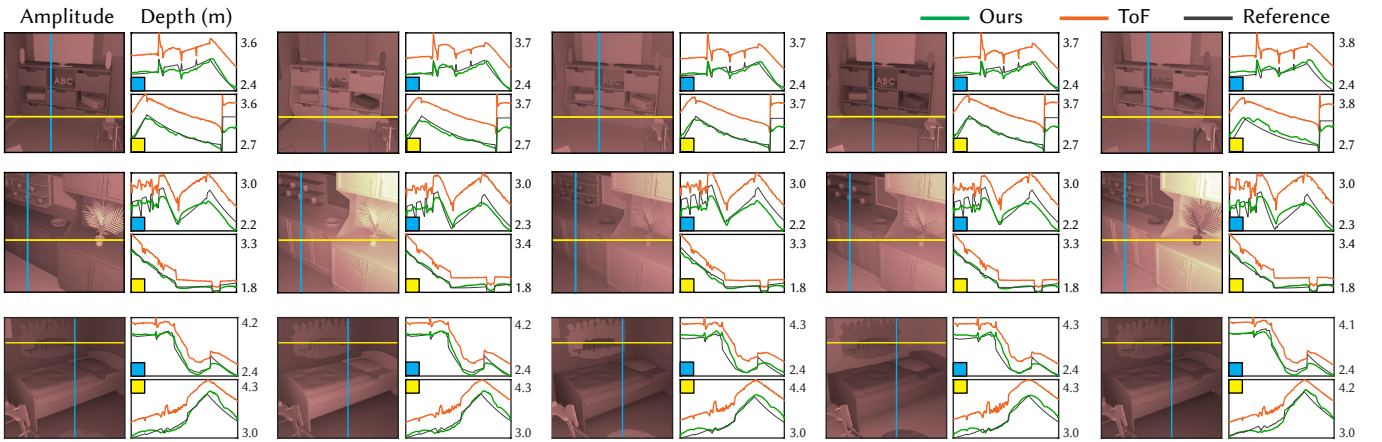 Amplitude Depth (m) Ours ToF Reference
3.6 3.7 3.7 3.7 3.8
ABC ABC ABC ABC
2.4 2.4 2.4 2.4 2.4
3.6 3.7 3.7 3.7 3.8
2.7 2.7 2.7 2.7 2.7
3.0 3.0 3.0 3.0 3.0
2.2 2.2 2.2 2.2 2.3
3.3 3.4 3.3 3.3 3.4
1.8 1.8 1.8 1.8 1.8
4.2 4.2 4.3 4.3 4.1
2.4 2.4 2.4 2.4 2.4
4.3 4.3 4.4 4.3 4.2
3.0 3.0 3.0 3.0 3.0